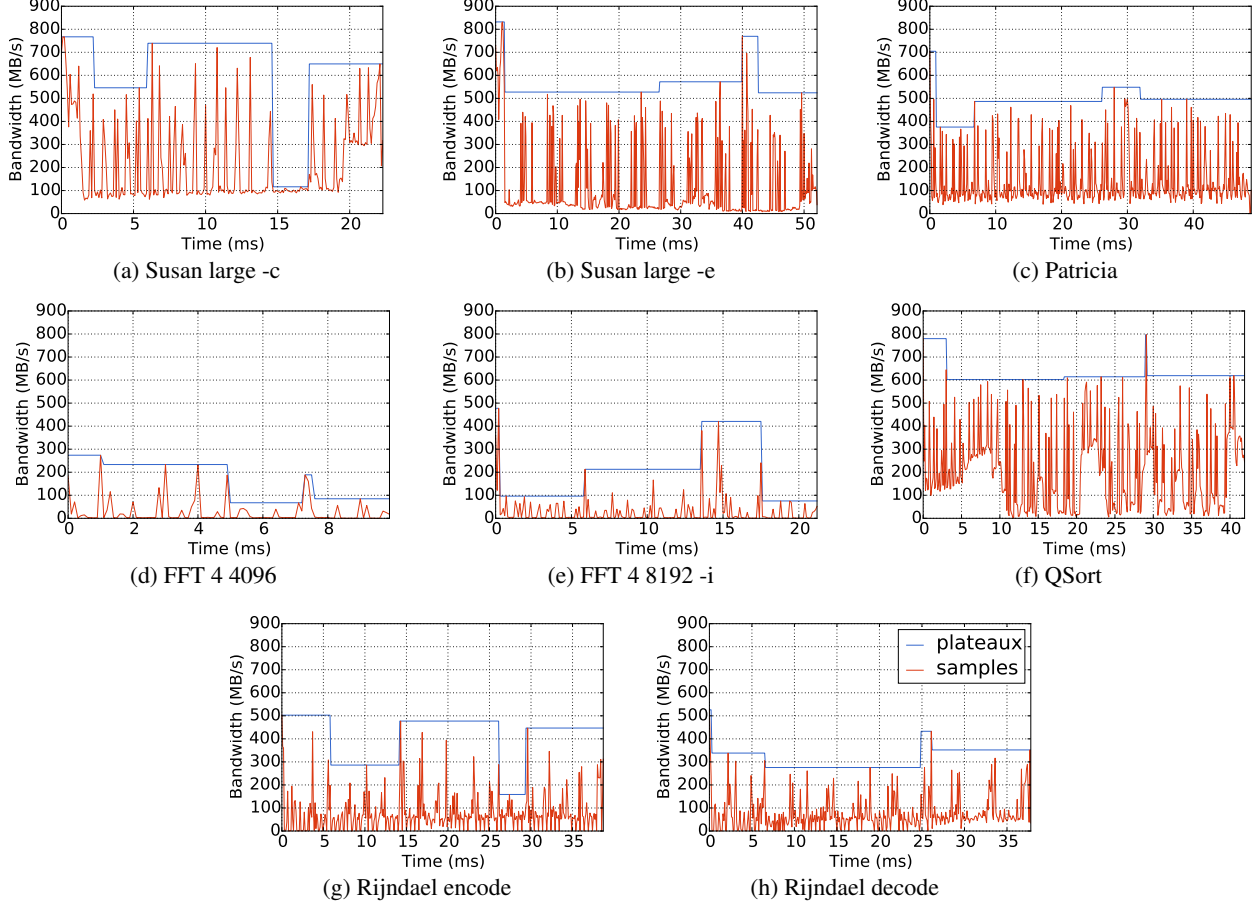 900
800
700
600
500
400
300
200
100
0
Bandwidth (MB/s)
0 5 10 15 20
Time (ms)
(a) Susan large -c
900
800
700
600
500
400
300
200
100
0
Bandwidth (MB/s)
0 10 20 30 40 50
Time (ms)
(b) Susan large -e
900
800
700
600
500
400
300
200
100
0
Bandwidth (MB/s)
0 10 20 30 40
Time (ms)
(c) Patricia
900
800
700
600
500
400
300
200
100
0
Bandwidth (MB/s)
0 2 4 6 8
Time (ms)
(d) FFT 4 4096
900
800
700
600
500
400
300
200
100
0
Bandwidth (MB/s)
0 5 10 15 20
Time (ms)
(e) FFT 4 8192 -i
900
800
700
600
500
400
300
200
100
0
Bandwidth (MB/s)
0 5 10 15 20 25 30 35 40
Time (ms)
(f) QSort
900
800
700
600
500
400
300
200
100
0
Bandwidth (MB/s)
0 5 10 15 20 25 30 35
Time (ms)
(g) Rijndael encode
900
800
700
600
500
400
300
200
100
0
Bandwidth (MB/s)
plateaux
samples
0 5 10 15 20 25 30 35
Time (ms)
(h) Rijndael decode